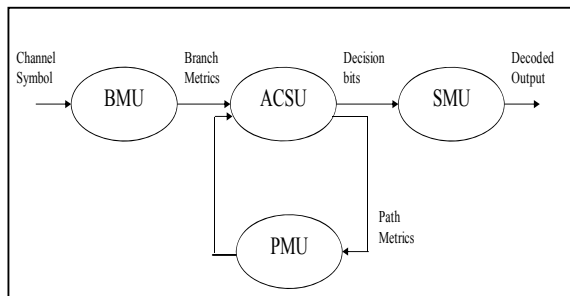 Channel
Symbol
BMU
Branch
Metrics
ACSU
Decision
bits
SMU
Decoded
Output
PMU
Path
Metrics